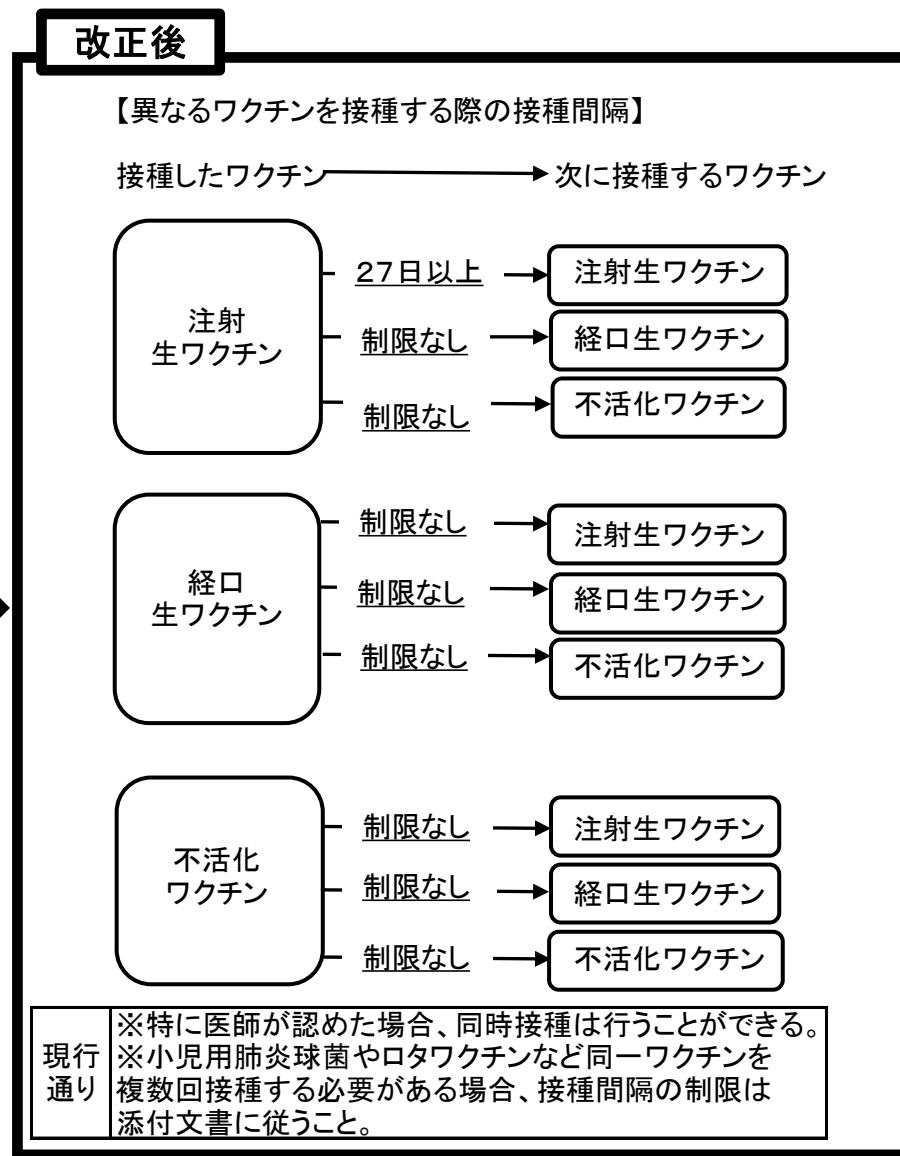 改正後
【異なるワクチンを接種する際の接種間隔】
接種したワクチン 次に接種するワクチン
注射
生ワクチン
27日以上 注射生ワクチン
制限なし 経口生ワクチン
制限なし 不活化ワクチン
経口
生ワクチン
制限なし 注射生ワクチン
制限なし 経口生ワクチン
制限なし 不活化ワクチン
不活化
ワクチン
制限なし 注射生ワクチン
制限なし 経口生ワクチン
制限なし 不活化ワクチン
現行
通り
※特に医師が認めた場合、同時接種は行うことができる。
※小児用肺炎球菌やロタワクチンなど同一ワクチンを
複数回接種する必要がある場合、接種間隔の制限は
添付文書に従うこと。